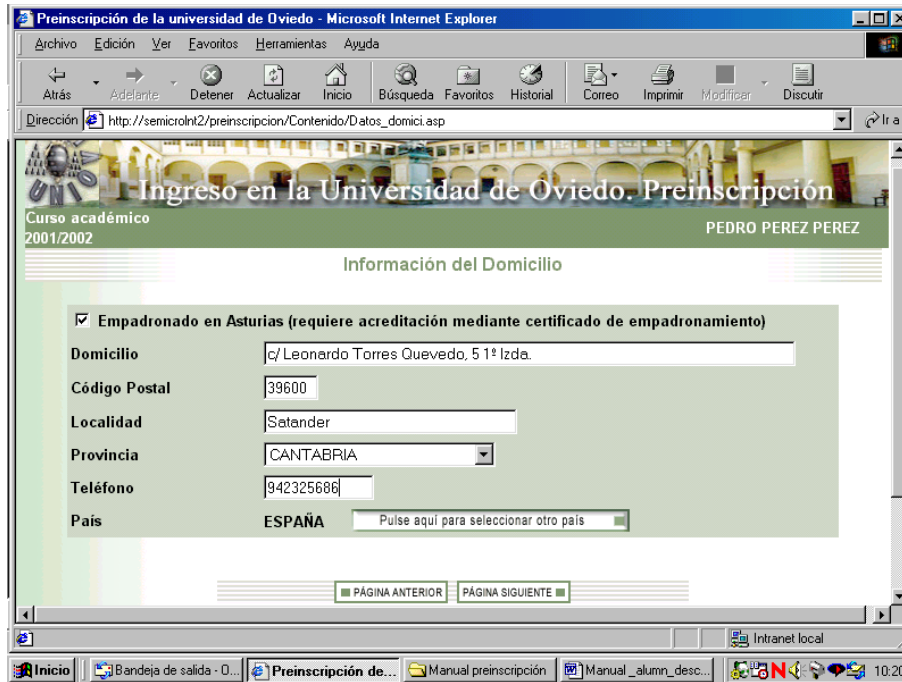 Preinscripción de la universidad de Oviedo - Microsoft Internet Explorer
Archivo Edición Ver Favoritos Herramientas Ayuda
Atrás Adelante Detener Actualizar Inicio Búsqueda Favoritos Historial Correo Imprimir Modificar Discutir
Dirección http://semicrolnt2/preinscripcion/Contenido/Datos_domici.asp Ir a
Ingreso en la Universidad de Oviedo. Preinscripción
Curso académico
2001/2002
PEDRO PEREZ PEREZ
Información del Domicilio
Empadronado en Asturias (requiere acreditación mediante certificado de empadronamiento)
Domicilio c/ Leonardo Torres Quevedo, 5 1º Izda.
Código Postal 39600
Localidad Satander
Provincia CANTABRIA
Teléfono 942325686
País ESPAÑA Pulse aquí para seleccionar otro país
PÁGINA ANTERIOR PÁGINA SIGUIENTE
Intranet local
Inicio Bandeja de salida - O... Preinscripción de... Manual preinscripción Manual _alumn_desc... 10:20